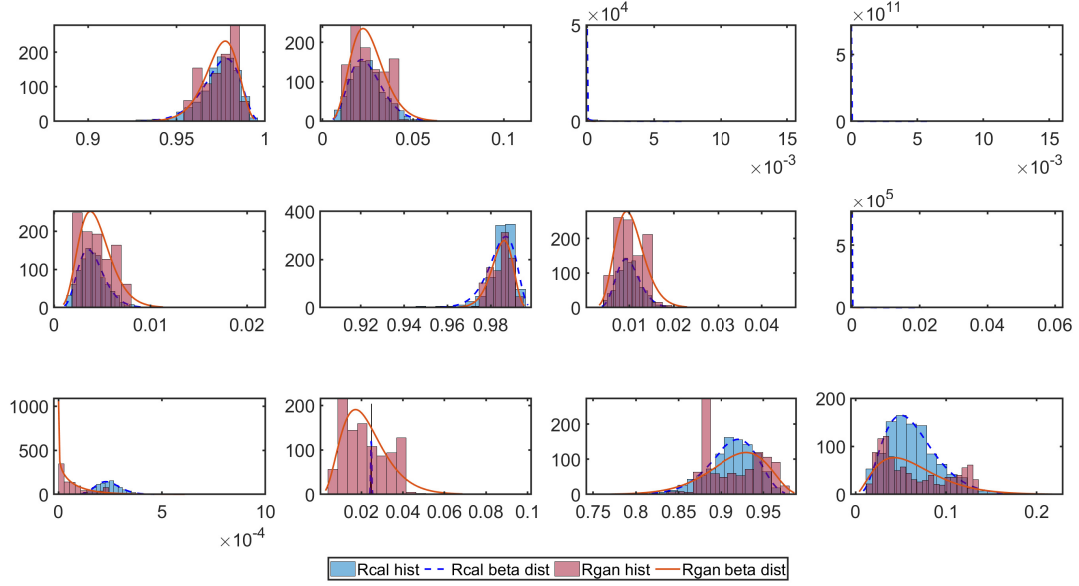 ×10⁴ ×10¹¹
200 200 5 5
100 100
0 0 0 0
0.9 0.95 1 0 0.05 0.1 0 5 10 15 0 5 10 15
×10⁻³ ×10⁻³
×10⁵
200 400 200 5
100 200 100
0 0 0 0
0 0.01 0.02 0.92 0.94 0.96 0.98 0.01 0.02 0.03 0.04 0 0.02 0.04 0.06
1000 200 200 200
500 100 100 100
0 0 0 0
0 5 10 0.02 0.04 0.06 0.08 0.1 0.75 0.8 0.85 0.9 0.95 0 0.1 0.2
×10⁻⁴
Rcal hist Rcal beta dist Rgan hist Rgan beta dist